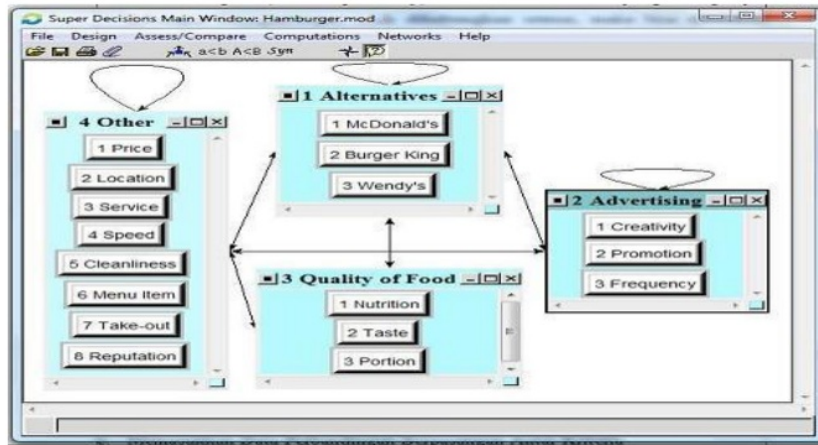 Super Decisions Main Window: Hamburger.mod
File Design Assess/Compare Computations Networks Help
a<b A<B Syn
4 Other
1 Price
2 Location
3 Service
4 Speed
5 Cleanliness
6 Menu Item
7 Take-out
8 Reputation
1 Alternatives
1 McDonald's
2 Burger King
3 Wendy's
2 Advertising
1 Creativity
2 Promotion
3 Frequency
3 Quality of Food
1 Nutrition
2 Taste
3 Portion